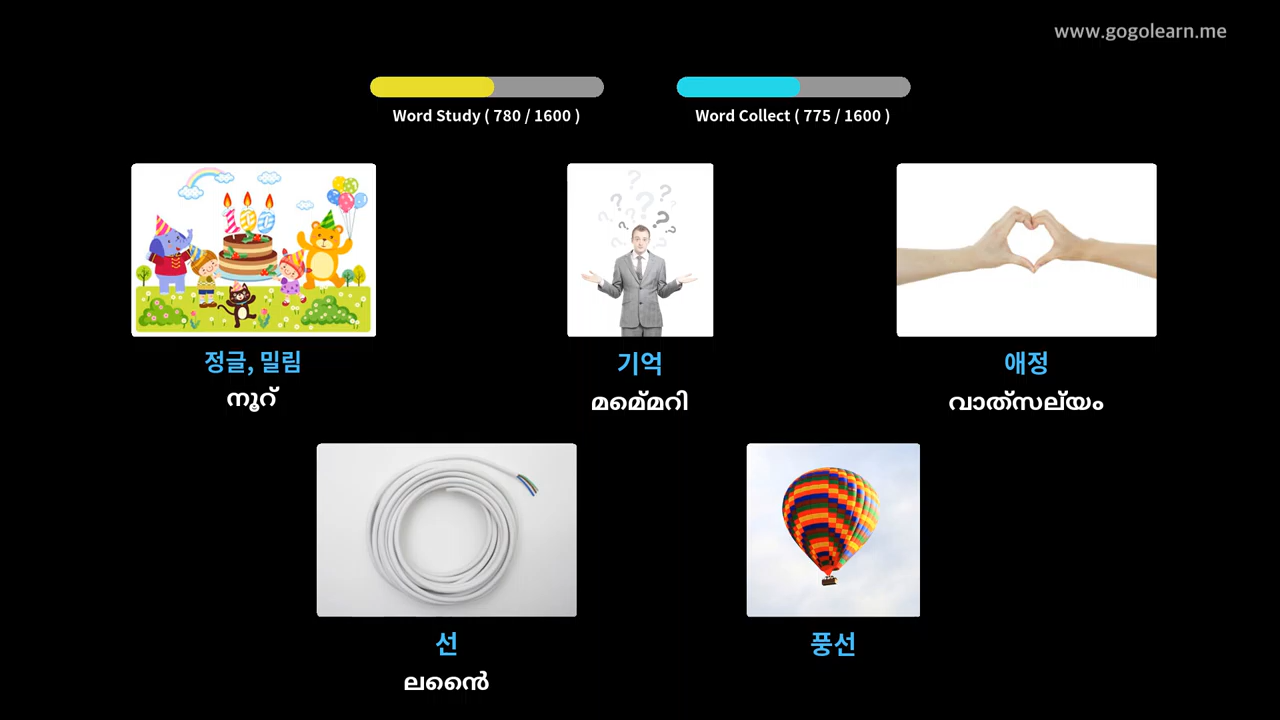 www.gogolearn.me
Word Study ( 780 / 1600 )
Word Collect ( 775 / 1600 )
100
정글, 밀림
നൂറ്
기억
മമ്മെറി
애정
വാത്സല്യം
선
ലൈൻ
풍선